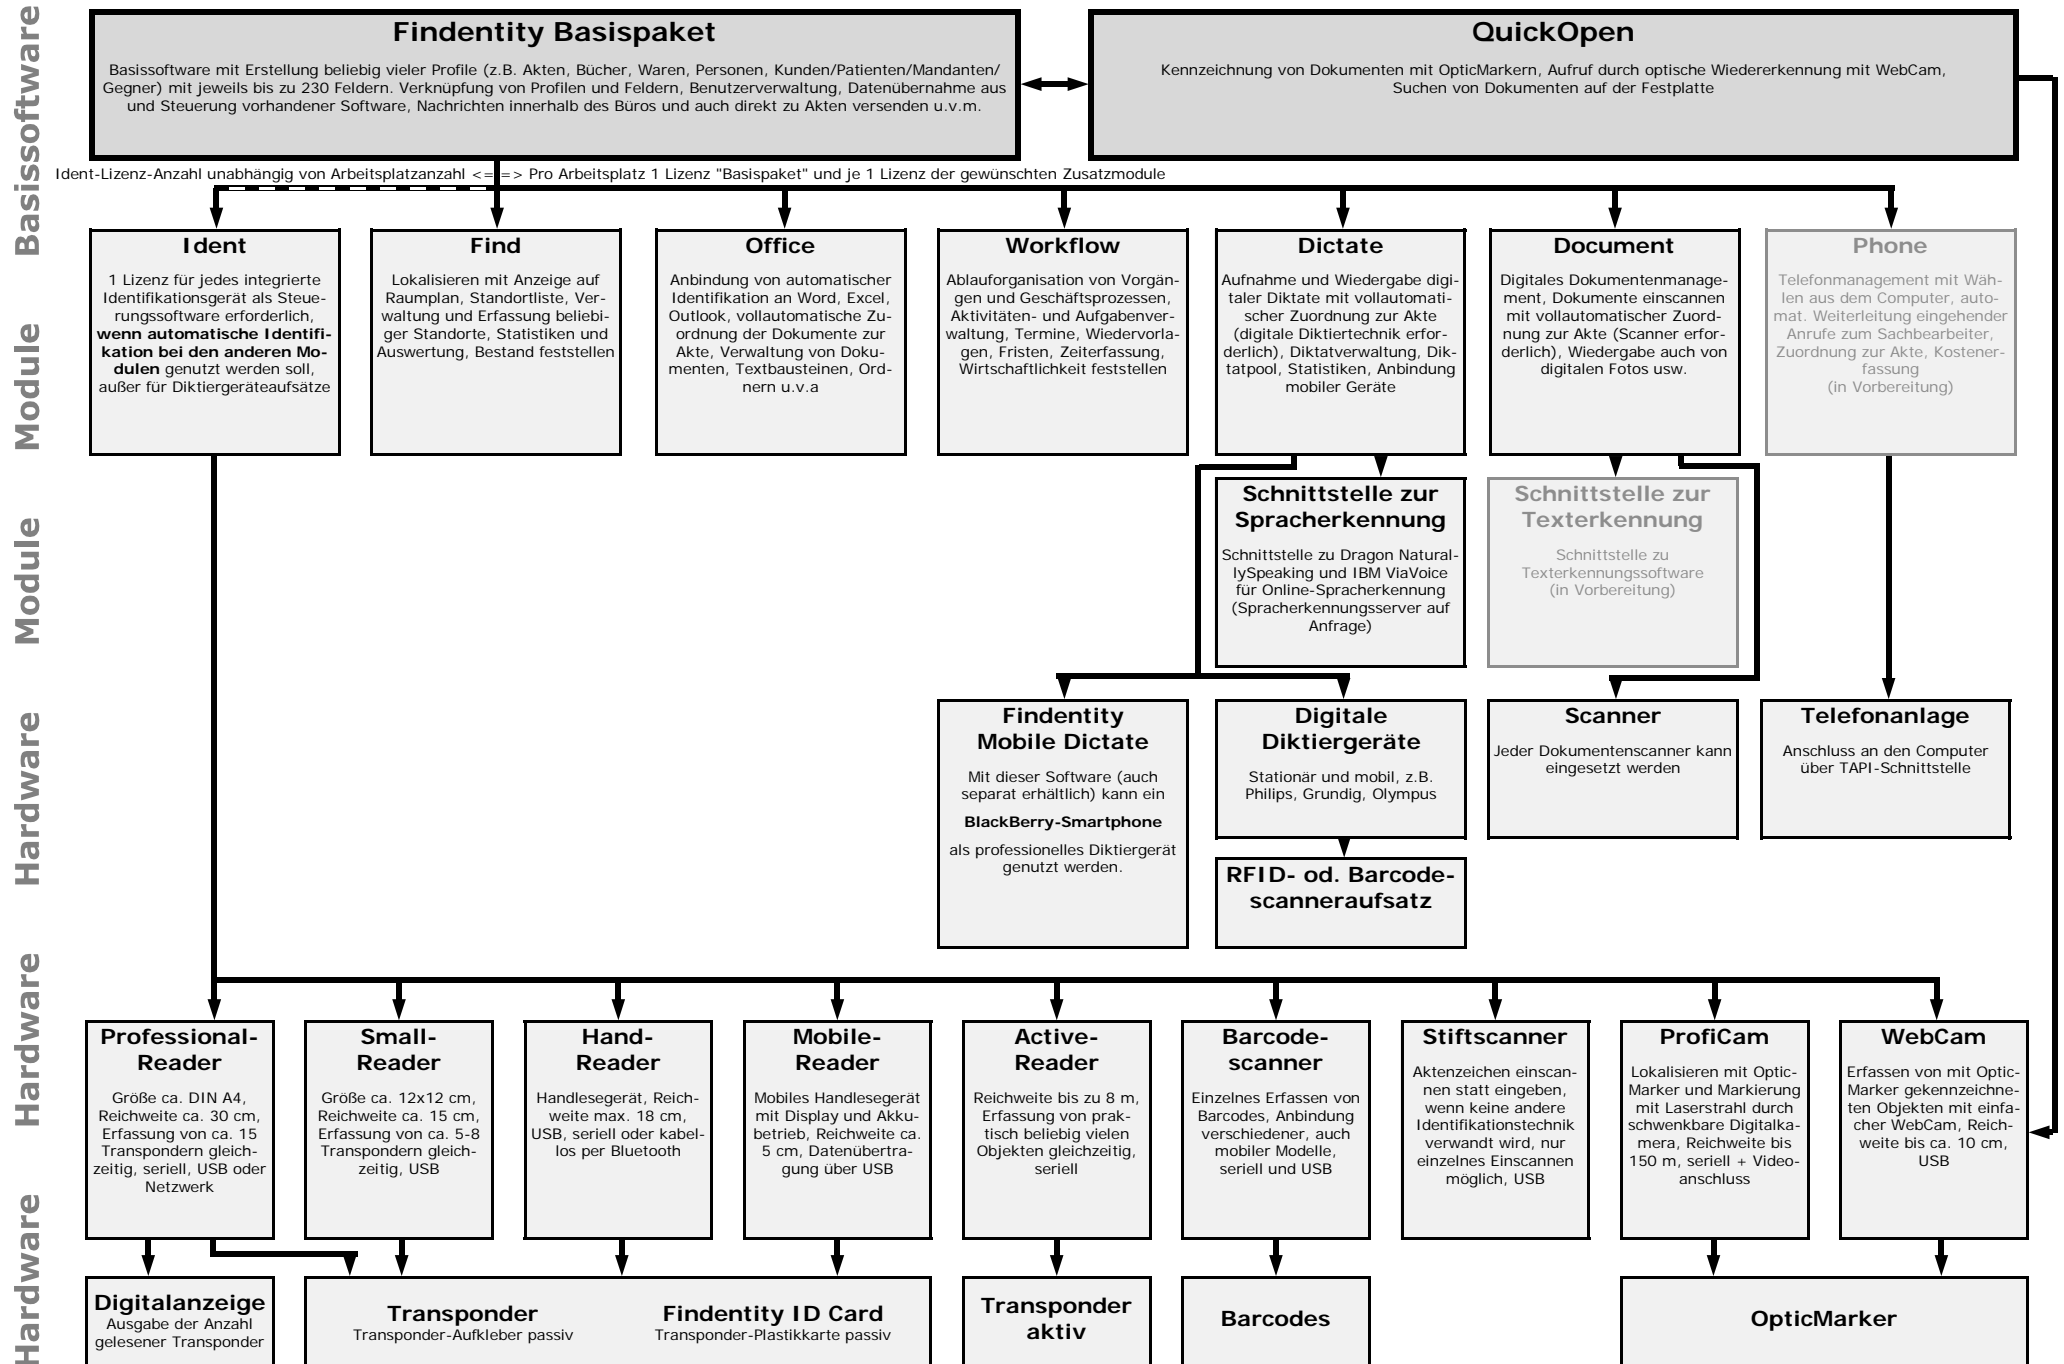 Basissoftware
Findentity Basispaket
Basissoftware mit Erstellung beliebig vieler Profile (z.B. Akten, Bücher, Waren, Personen, Kunden/Patienten/Mandanten/
Gegner) mit jeweils bis zu 230 Feldern. Verknüpfung von Profilen und Feldern, Benutzerverwaltung, Datenübernahme aus
und Steuerung vorhandener Software, Nachrichten innerhalb des Büros und auch direkt zu Akten versenden u.v.m.
QuickOpen
Kennzeichnung von Dokumenten mit OpticMarkern, Aufruf durch optische Wiedererkennung mit WebCam,
Suchen von Dokumenten auf der Festplatte
Ident-Lizenz-Anzahl unabhängig von Arbeitsplatzanzahl <= => Pro Arbeitsplatz 1 Lizenz "Basispaket" und je 1 Lizenz der gewünschten Zusatzmodule
Module
Ident
1 Lizenz für jedes integrierte
Identifikationsgerät als Steue-
rungssoftware erforderlich,
wenn automatische Identifi-
kation bei den anderen Mo-
dulen genutzt werden soll,
außer für Diktiergeräteaufsätze
Find
Lokalisieren mit Anzeige auf
Raumplan, Standortliste, Ver-
waltung und Erfassung beliebi-
ger Standorte, Statistiken und
Auswertung, Bestand feststellen
Office
Anbindung von automatischer
Identifikation an Word, Excel,
Outlook, vollautomatische Zu-
ordnung der Dokumente zur
Akte, Verwaltung von Doku-
menten, Textbausteinen, Ord-
nern u.v.a
Workflow
Ablauforganisation von Vorgän-
gen und Geschäftsprozessen,
Aktivitäten- und Aufgabenver-
waltung, Termine, Wiedervorla-
gen, Fristen, Zeiterfassung,
Wirtschaftlichkeit feststellen
Dictate
Aufnahme und Wiedergabe digi-
taler Diktate mit vollautomati-
scher Zuordnung zur Akte
(digitale Diktiertechnik erfor-
derlich), Diktatverwaltung, Dik-
tatpool, Statistiken, Anbindung
mobiler Geräte
Document
Digitales Dokumentenmanage-
ment, Dokumente einscannen
mit vollautomatischer Zuord-
nung zur Akte (Scanner erfor-
derlich), Wiedergabe auch von
digitalen Fotos usw.
Phone
Telefonmanagement mit Wäh-
len aus dem Computer, auto-
mat. Weiterleitung eingehender
Anrufe zum Sachbearbeiter,
Zuordnung zur Akte, Kostener-
fassung
(in Vorbereitung)
Module
Schnittstelle zur
Spracherkennung
Schnittstelle zu Dragon Natural-
lySpeaking und IBM ViaVoice
für Online-Spracherkennung
(Spracherkennungsserver auf
Anfrage)
Schnittstelle zur
Texterkennung
Schnittstelle zu
Texterkennungssoftware
(in Vorbereitung)
Hardware
Findentity
Mobile Dictate
Mit dieser Software (auch
separat erhältlich) kann ein
BlackBerry-Smartphone
als professionelles Diktiergerät
genutzt werden.
Digitale
Diktiergeräte
Stationär und mobil, z.B.
Philips, Grundig, Olympus
Scanner
Jeder Dokumentenscanner kann
eingesetzt werden
Telefonanlage
Anschluss an den Computer
über TAPI-Schnittstelle
RFID- od. Barcode-
scanneraufsatz
Hardware
Professional-
Reader
Größe ca. DIN A4,
Reichweite ca. 30 cm,
Erfassung von ca. 15
Transpondern gleich-
zeitig, seriell, USB oder
Netzwerk
Small-
Reader
Größe ca. 12x12 cm,
Reichweite ca. 15 cm,
Erfassung von ca. 5-8
Transpondern gleich-
zeitig, USB
Hand-
Reader
Handlesegerät, Reich-
weite max. 18 cm,
USB, seriell oder kabel-
los per Bluetooth
Mobile-
Reader
Mobiles Handlesegerät
mit Display und Akku-
betrieb, Reichweite ca.
5 cm, Datenübertra-
gung über USB
Active-
Reader
Reichweite bis zu 8 m,
Erfassung von prak-
tisch beliebig vielen
Objekten gleichzeitig,
seriell
Barcode-
scanner
Einzelnes Erfassen von
Barcodes, Anbindung
verschiedener, auch
mobiler Modelle,
seriell und USB
Stiftscanner
Aktenzeichen einscan-
nen statt eingeben,
wenn keine andere
Identifikationstechnik
verwandt wird, nur
einzelnes Einscannen
möglich, USB
ProfiCam
Lokalisieren mit Optic-
Marker und Markierung
mit Laserstrahl durch
schwenkbare Digitalka-
mera, Reichweite bis
150 m, seriell + Video-
anschluss
WebCam
Erfassen von mit Optic-
Marker gekennzeichne-
ten Objekten mit einfa-
cher WebCam, Reich-
weite bis ca. 10 cm,
USB
Hardware
Digitalanzeige
Ausgabe der Anzahl
gelesener Transponder
Transponder
Transponder-Aufkleber passiv
Findentity ID Card
Transponder-Plastikkarte passiv
Transponder
aktiv
Barcodes
OpticMarker